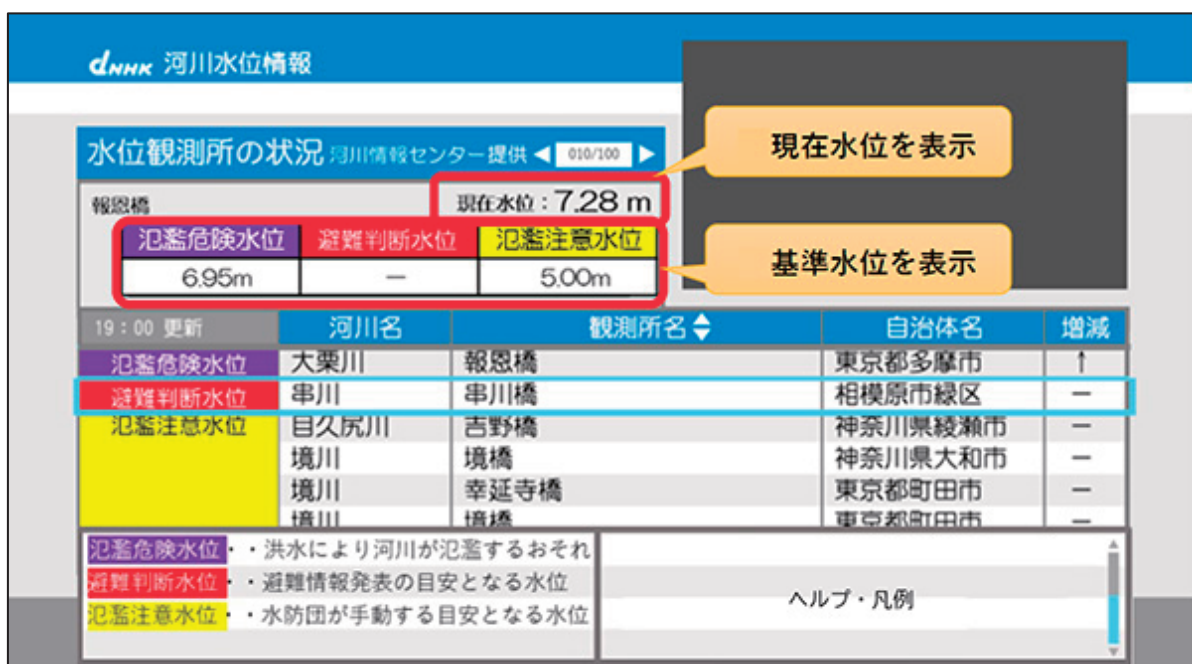 dNHK 河川水位情報
現在水位を表示
水位観測所の状況 河川情報センター提供 ◀ 010/100 ▶
報恩橋 現在水位：7.28 m
氾濫危険水位 避難判断水位 氾濫注意水位
6.95m － 5.00m
基準水位を表示
19：00 更新 河川名 観測所名 自治体名 増減
氾濫危険水位 大栗川 報恩橋 東京都多摩市 ↑
避難判断水位 串川 串川橋 相模原市緑区 －
氾濫注意水位 目久尻川 吉野橋 神奈川県綾瀬市 －
境川 境橋 神奈川県大和市 －
境川 幸延寺橋 東京都町田市 －
境川 境橋 東京都町田市 －
氾濫危険水位・・洪水により河川が氾濫するおそれ
避難判断水位・・避難情報発表の目安となる水位
氾濫注意水位・・水防団が手動する目安となる水位
ヘルプ・凡例